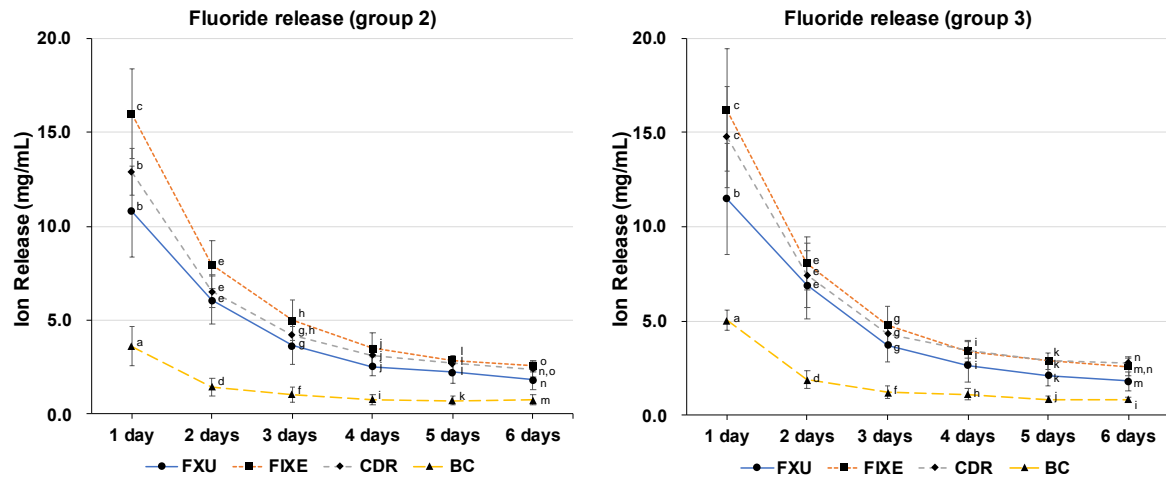 Fluoride release (group 2)
20.0
15.0
10.0
5.0
0.0
Ion Release (mg/mL)
c
b
b
a
e
e
e
d
h
g,h
g
f
j
j
j
i
l
l
l
k
o
n,o
n
m
1 day 2 days 3 days 4 days 5 days 6 days
FXU FIXE CDR BC
Fluoride release (group 3)
20.0
15.0
10.0
5.0
0.0
Ion Release (mg/mL)
c
c
b
a
e
e
e
d
g
g
g
f
i
i
i
h
k
k
k
j
n
m,n
m
i
1 day 2 days 3 days 4 days 5 days 6 days
FXU FIXE CDR BC